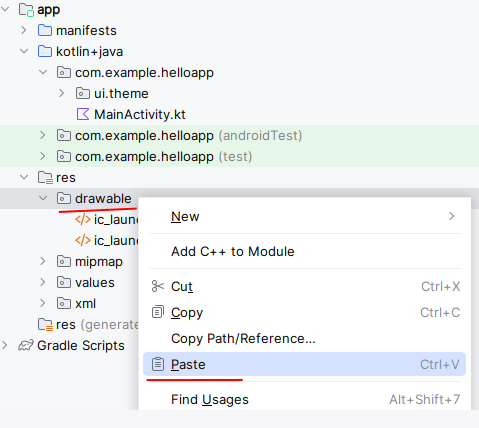 app
manifests
kotlin+java
com.example.helloapp
ui.theme
MainActivity.kt
com.example.helloapp (androidTest)
com.example.helloapp (test)
res
drawable
ic_laun
ic_laun
mipmap
values
xml
res (generate
Gradle Scripts
New
Add C++ to Module
Cut Ctrl+X
Copy Ctrl+C
Copy Path/Reference...
Paste Ctrl+V
Find Usages Alt+Shift+7